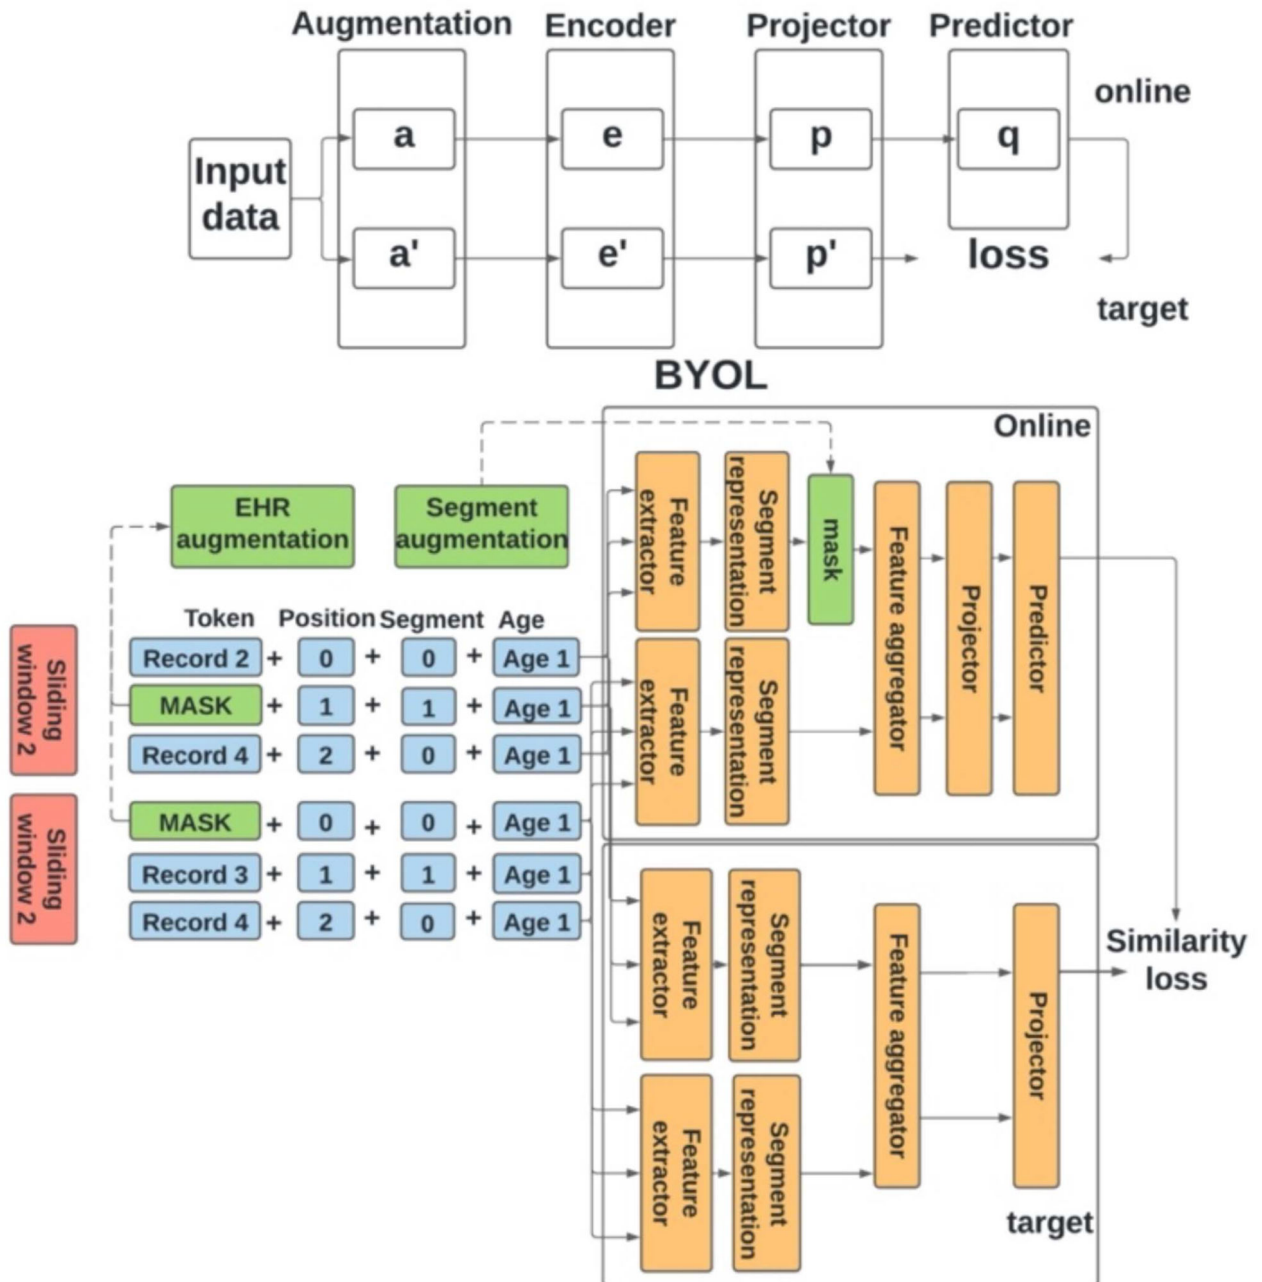 Augmentation Encoder Projector Predictor
online
a e p q
Input
data
a' e' p' loss
target
BYOL
Online
EHR
augmentation
Segment
augmentation
Feature
extractor
Segment
representation
mask
Feature aggregator
Projector
Predictor
Feature
extractor
Segment
representation
Token Position Segment Age
Sliding
window 2
Record 2 + 0 + 0 + Age 1
MASK + 1 + 1 + Age 1
Record 4 + 2 + 0 + Age 1
Sliding
window 2
MASK + 0 + 0 + Age 1
Record 3 + 1 + 1 + Age 1
Record 4 + 2 + 0 + Age 1
Feature
extractor
Segment
representation
Feature aggregator
Projector
Feature
extractor
Segment
representation
Similarity
loss
target